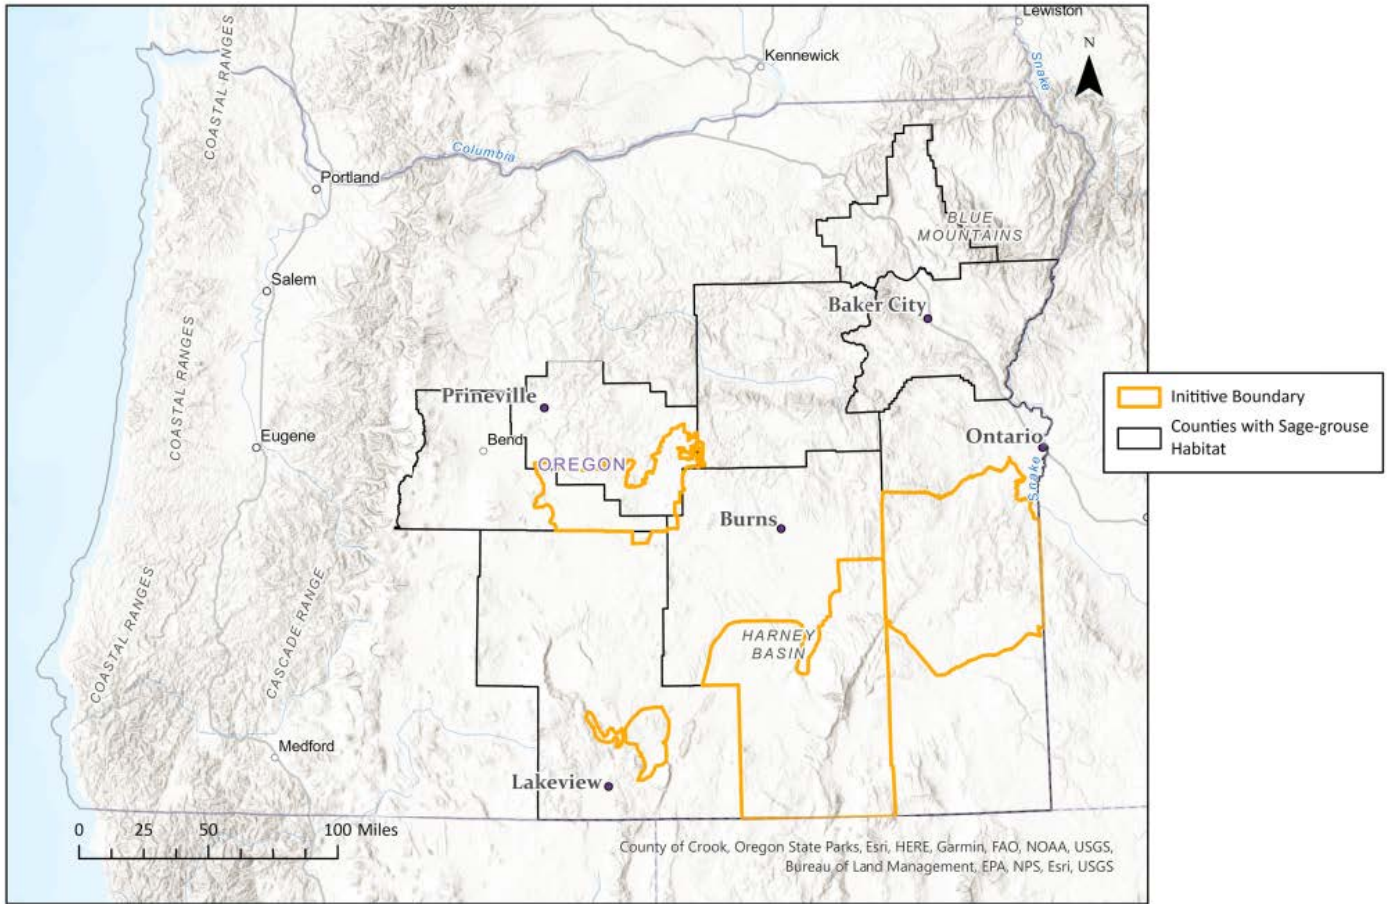 Lewiston
Kennewick
N
Snake
COASTAL RANGES
Columbia
Portland
BLUE
MOUNTAINS
Salem
Baker City
COASTAL RANGES
Prineville
Inititive Boundary
Counties with Sage-grouse
Habitat
Eugene
Bend
OREGON
Ontario
Snake
Burns
COASTAL RANGES
CASCADE RANGE
HARNEY
BASIN
Medford
Lakeview
0 25 50 100 Miles
County of Crook, Oregon State Parks, Esri, HERE, Garmin, FAO, NOAA, USGS,
Bureau of Land Management, EPA, NPS, Esri, USGS